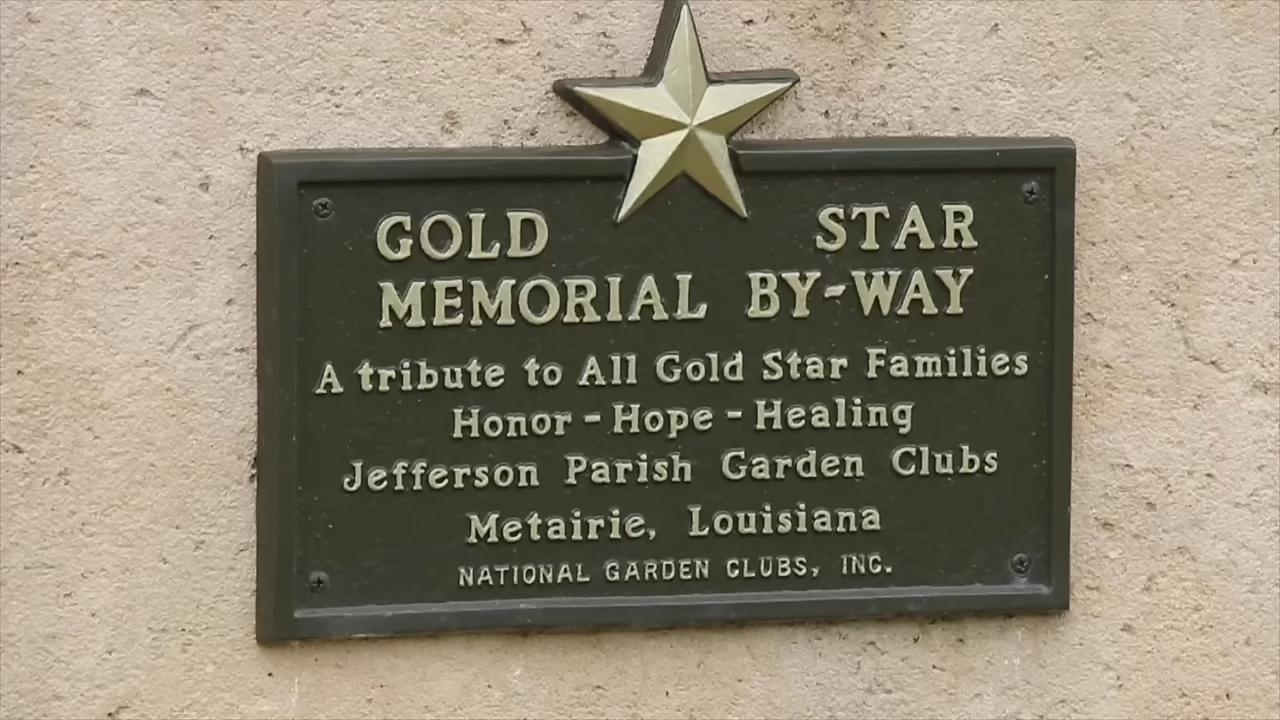 GOLD STAR
MEMORIAL BY-WAY
A tribute to All Gold Star Families
Honor - Hope - Healing
Jefferson Parish Garden Clubs
Metairie, Louisiana
NATIONAL GARDEN CLUBS, INC.